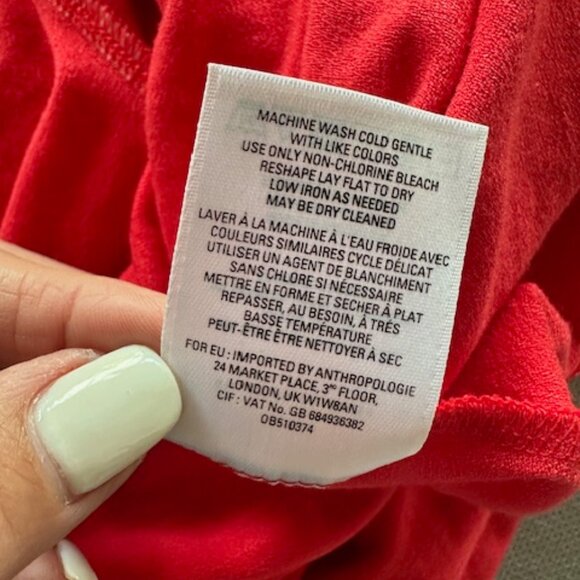 MACHINE WASH COLD GENTLE
WITH LIKE COLORS
USE ONLY NON-CHLORINE BLEACH
RESHAPE LAY FLAT TO DRY
LOW IRON AS NEEDED
MAY BE DRY CLEANED
LAVER À LA MACHINE À L'EAU FROIDE AVEC
COULEURS SIMILAIRES CYCLE DÉLICAT
UTILISER UN AGENT DE BLANCHIMENT
SANS CHLORE SI NÉCESSAIRE
METTRE EN FORME ET SECHER À PLAT
REPASSER, AU BESOIN, À TRÉS
BASSE TEMPÉRATURE
PEUT-ÊTRE ÊTRE NETTOYER À SEC
FOR EU : IMPORTED BY ANTHROPOLOGIE
24 MARKET PLACE, 3RD FLOOR,
LONDON, UK W1W8AN
CIF : VAT No. GB 684936382
OB510374